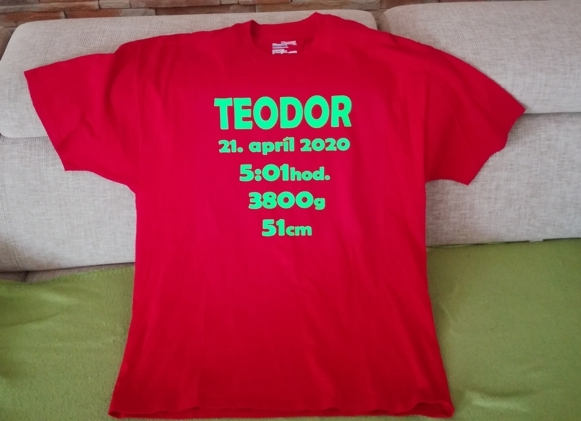 TEODOR
21. apríl 2020
5:01hod.
3800g
51cm